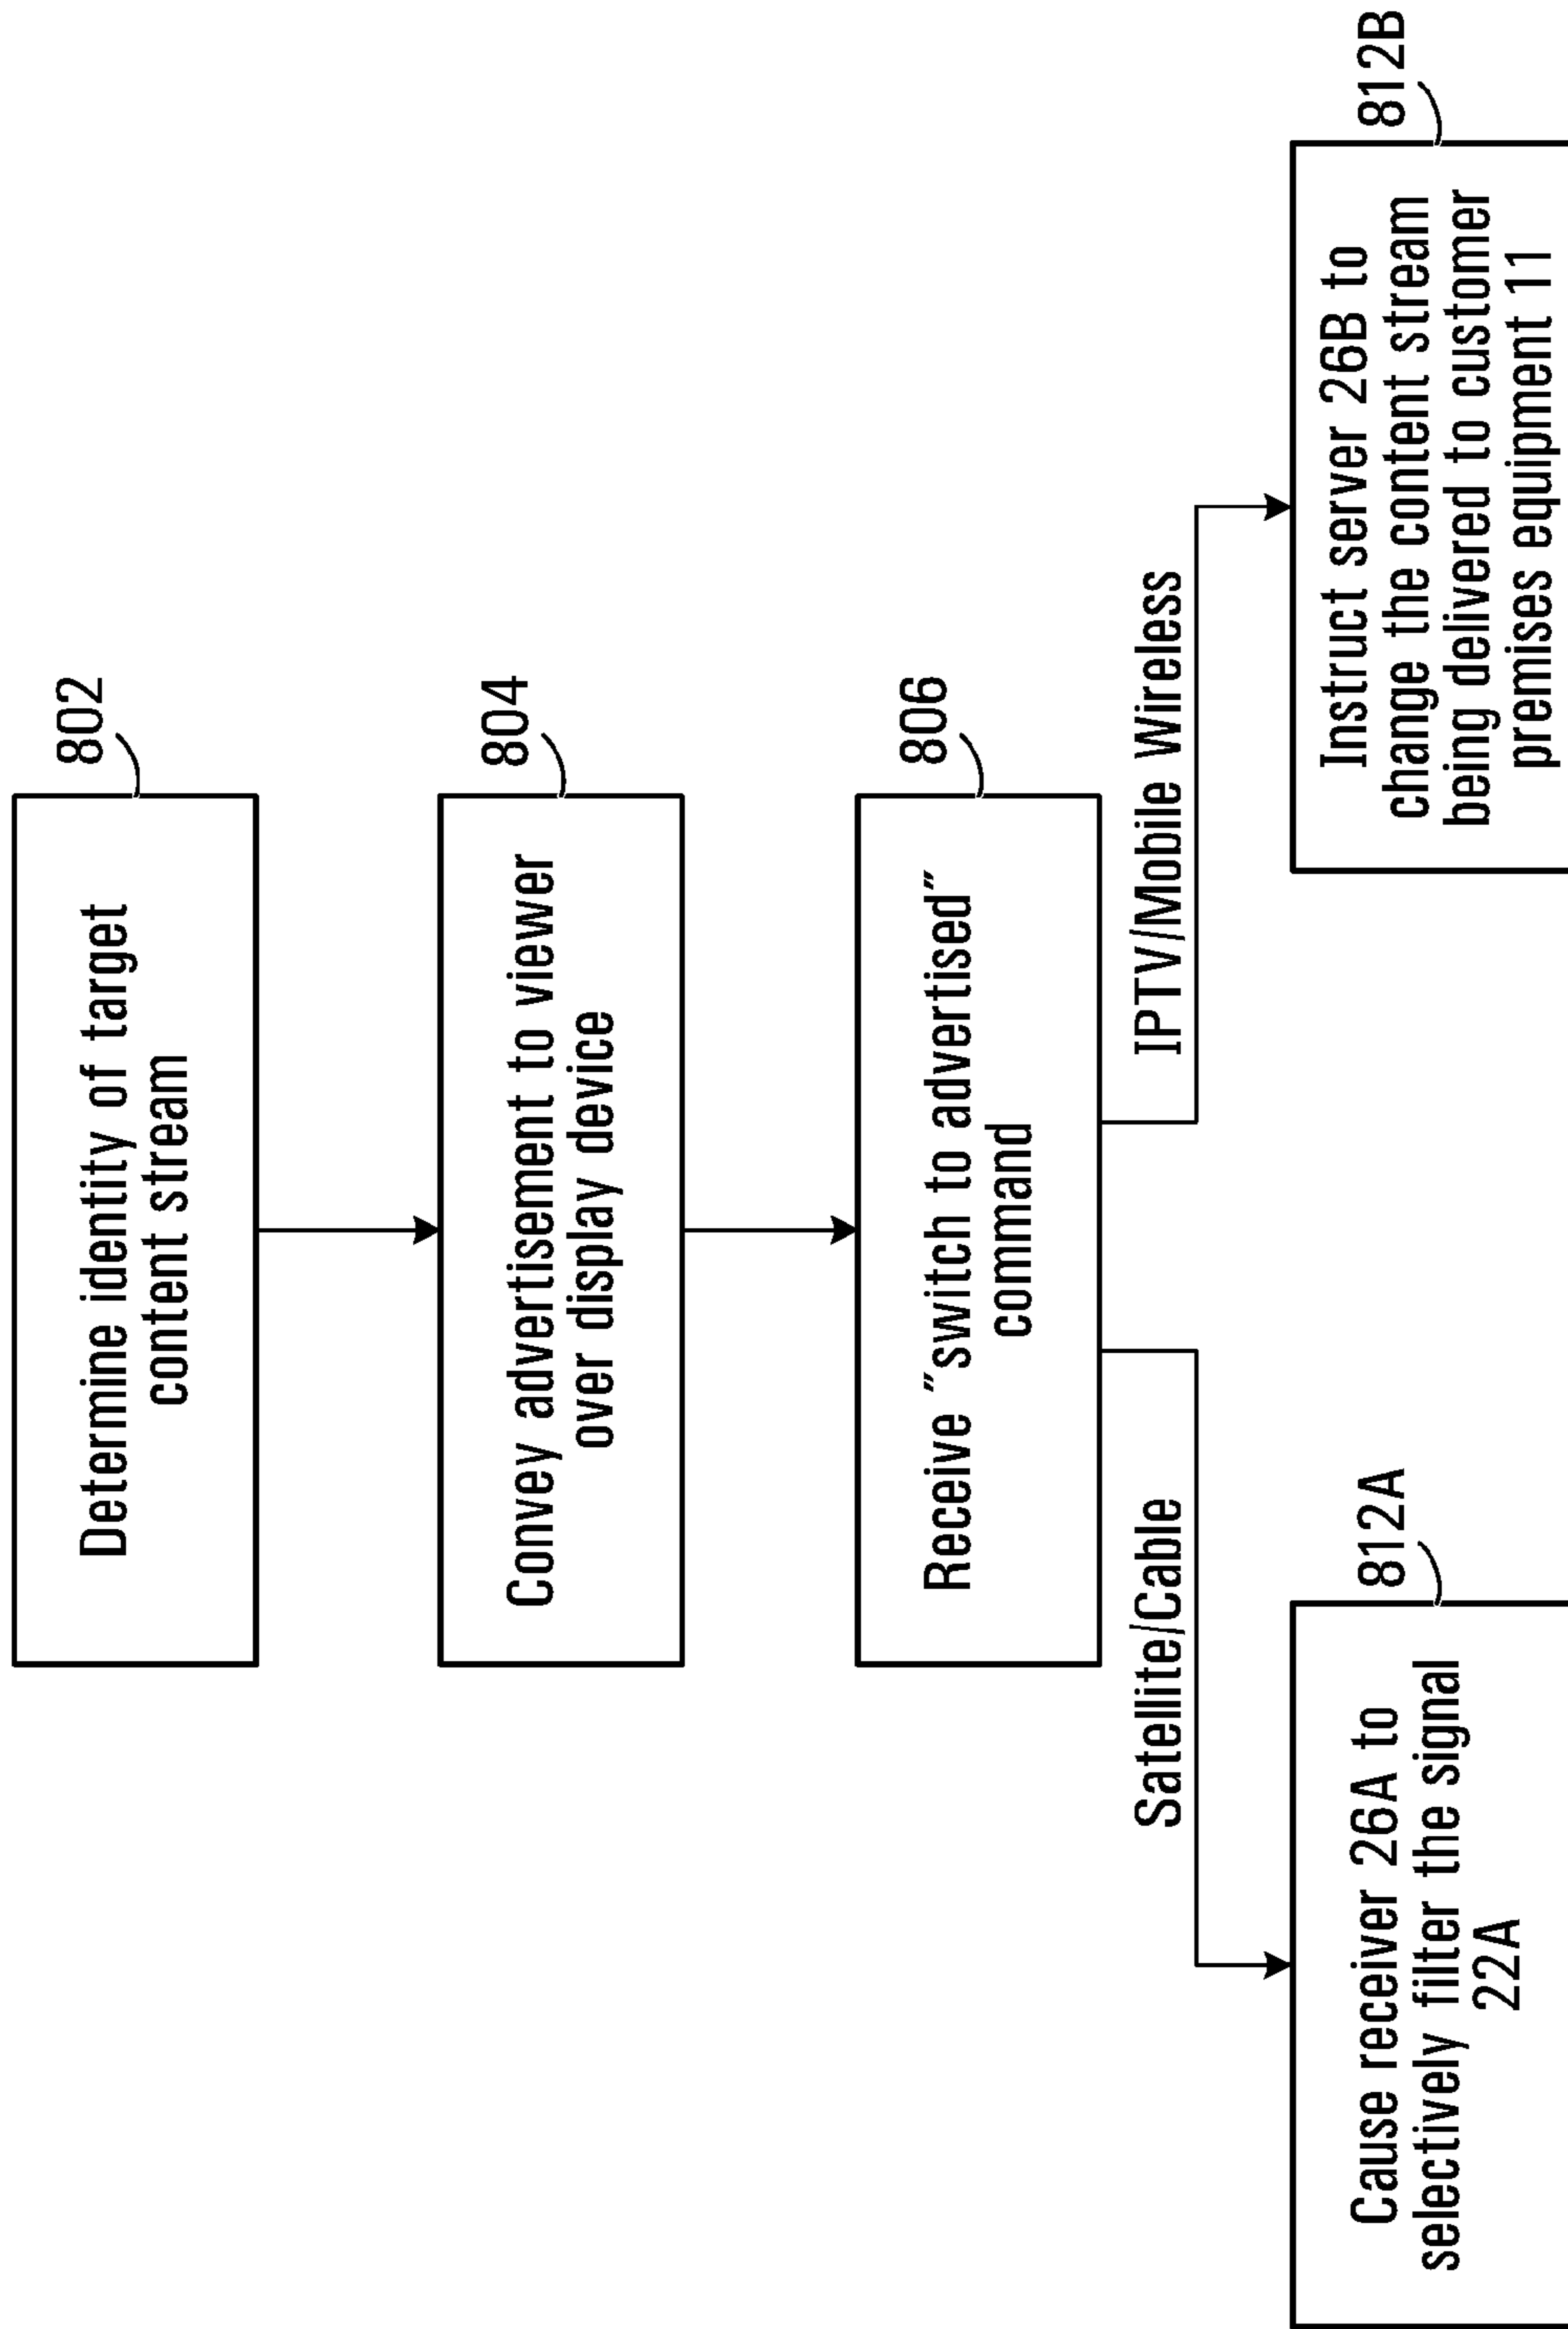 802
Determine identity of target
content stream
804
Convey advertisement to viewer
over display device
806
Receive "switch to advertised"
command
Satellite/Cable
IPTV/Mobile Wireless
812A
Cause receiver 26A to
selectively filter the signal
22A
812B
Instruct server 26B to
change the content stream
being delivered to customer
premises equipment 11